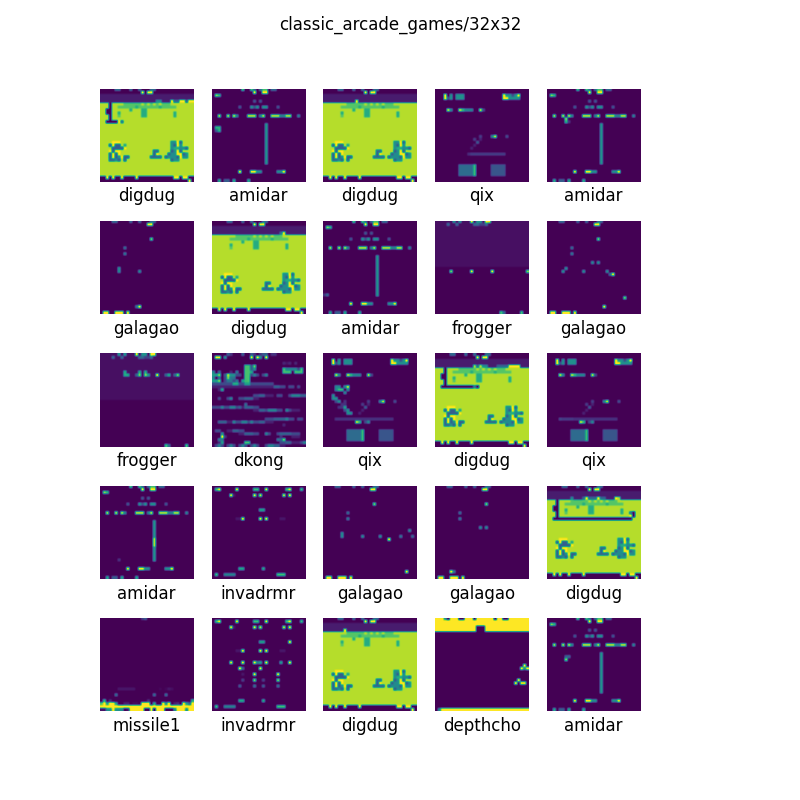 classic_arcade_games/32x32
digdug amidar digdug qix amidar
galagao digdug amidar frogger galagao
frogger dkong qix digdug qix
amidar invadrmr galagao galagao digdug
missile1 invadrmr digdug depthcho amidar